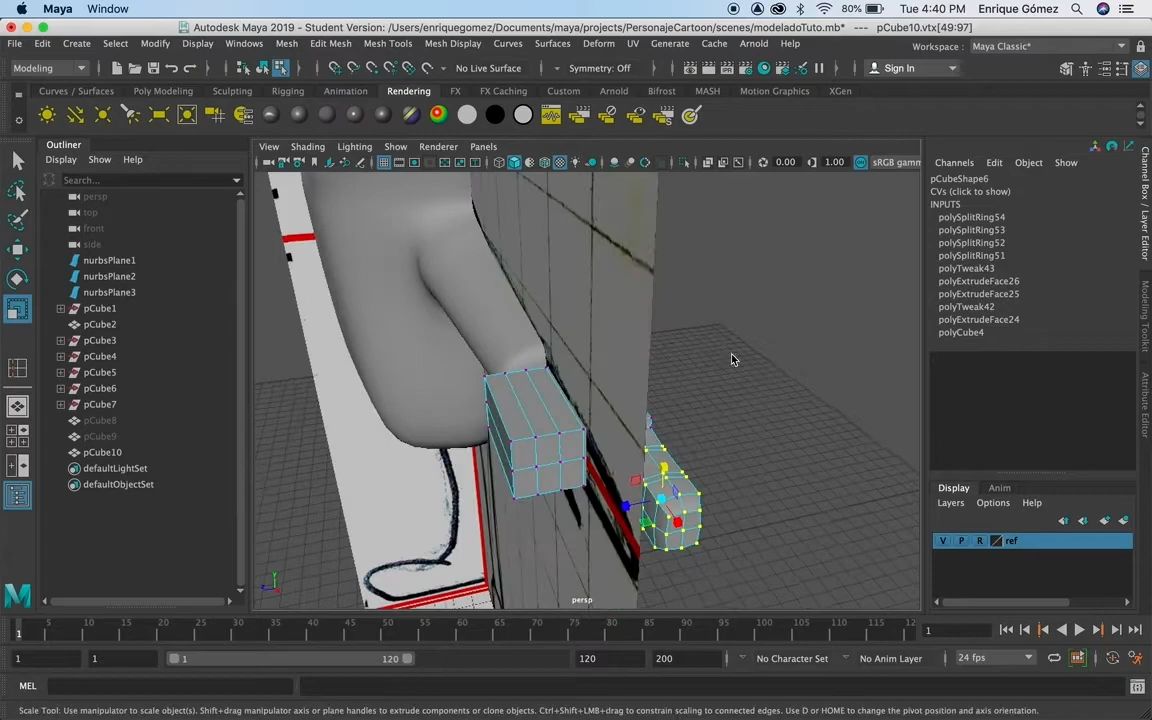 Maya Window 80% Tue 4:40 PM Enrique Gómez
Autodesk Maya 2019 - Student Version: /Users/enriquegomez/Documents/maya/projects/PersonajeCartoon/scenes/modeladoTuto.mb* --- pCube10.vtx[49:97]
File Edit Create Select Modify Display Windows Mesh Edit Mesh Mesh Tools Mesh Display Curves Surfaces Deform UV Generate Cache Arnold Help Workspace : Maya Classic*
Modeling No Live Surface Symmetry: Off Sign In
Curves / Surfaces Poly Modeling Sculpting Rigging Animation Rendering FX FX Caching Custom Arnold Bifrost MASH Motion Graphics XGen
Outliner
Display Show Help
Search...
persp
top
front
side
nurbsPlane1
nurbsPlane2
nurbsPlane3
pCube1
pCube2
pCube3
pCube4
pCube5
pCube6
pCube7
pCube8
pCube9
pCube10
defaultLightSet
defaultObjectSet
View Shading Lighting Show Renderer Panels
0.00 1.00 sRGB gamm
persp
Channels Edit Object Show
pCubeShape6
CVs (click to show)
INPUTS
polySplitRing54
polySplitRing53
polySplitRing52
polySplitRing51
polyTweak43
polyExtrudeFace26
polyExtrudeFace25
polyTweak42
polyExtrudeFace24
polyCube4
Channel Box / Layer Editor
Modeling Toolkit
Attribute Editor
Display Anim
Layers Options Help
V P R ref
5 10 15 20 25 30 35 40 45 50 55 60 65 70 75 80 85 90 95 100 105 110 115 12
1 1
1 1 1 120 120 200 No Character Set No Anim Layer 24 fps
MEL
Scale Tool: Use manipulator to scale object(s). Shift+drag manipulator axis or plane handles to extrude components or clone objects. Ctrl+Shift+LMB+drag to constrain scaling to connected edges. Use D or HOME to change the pivot position and axis orientation.